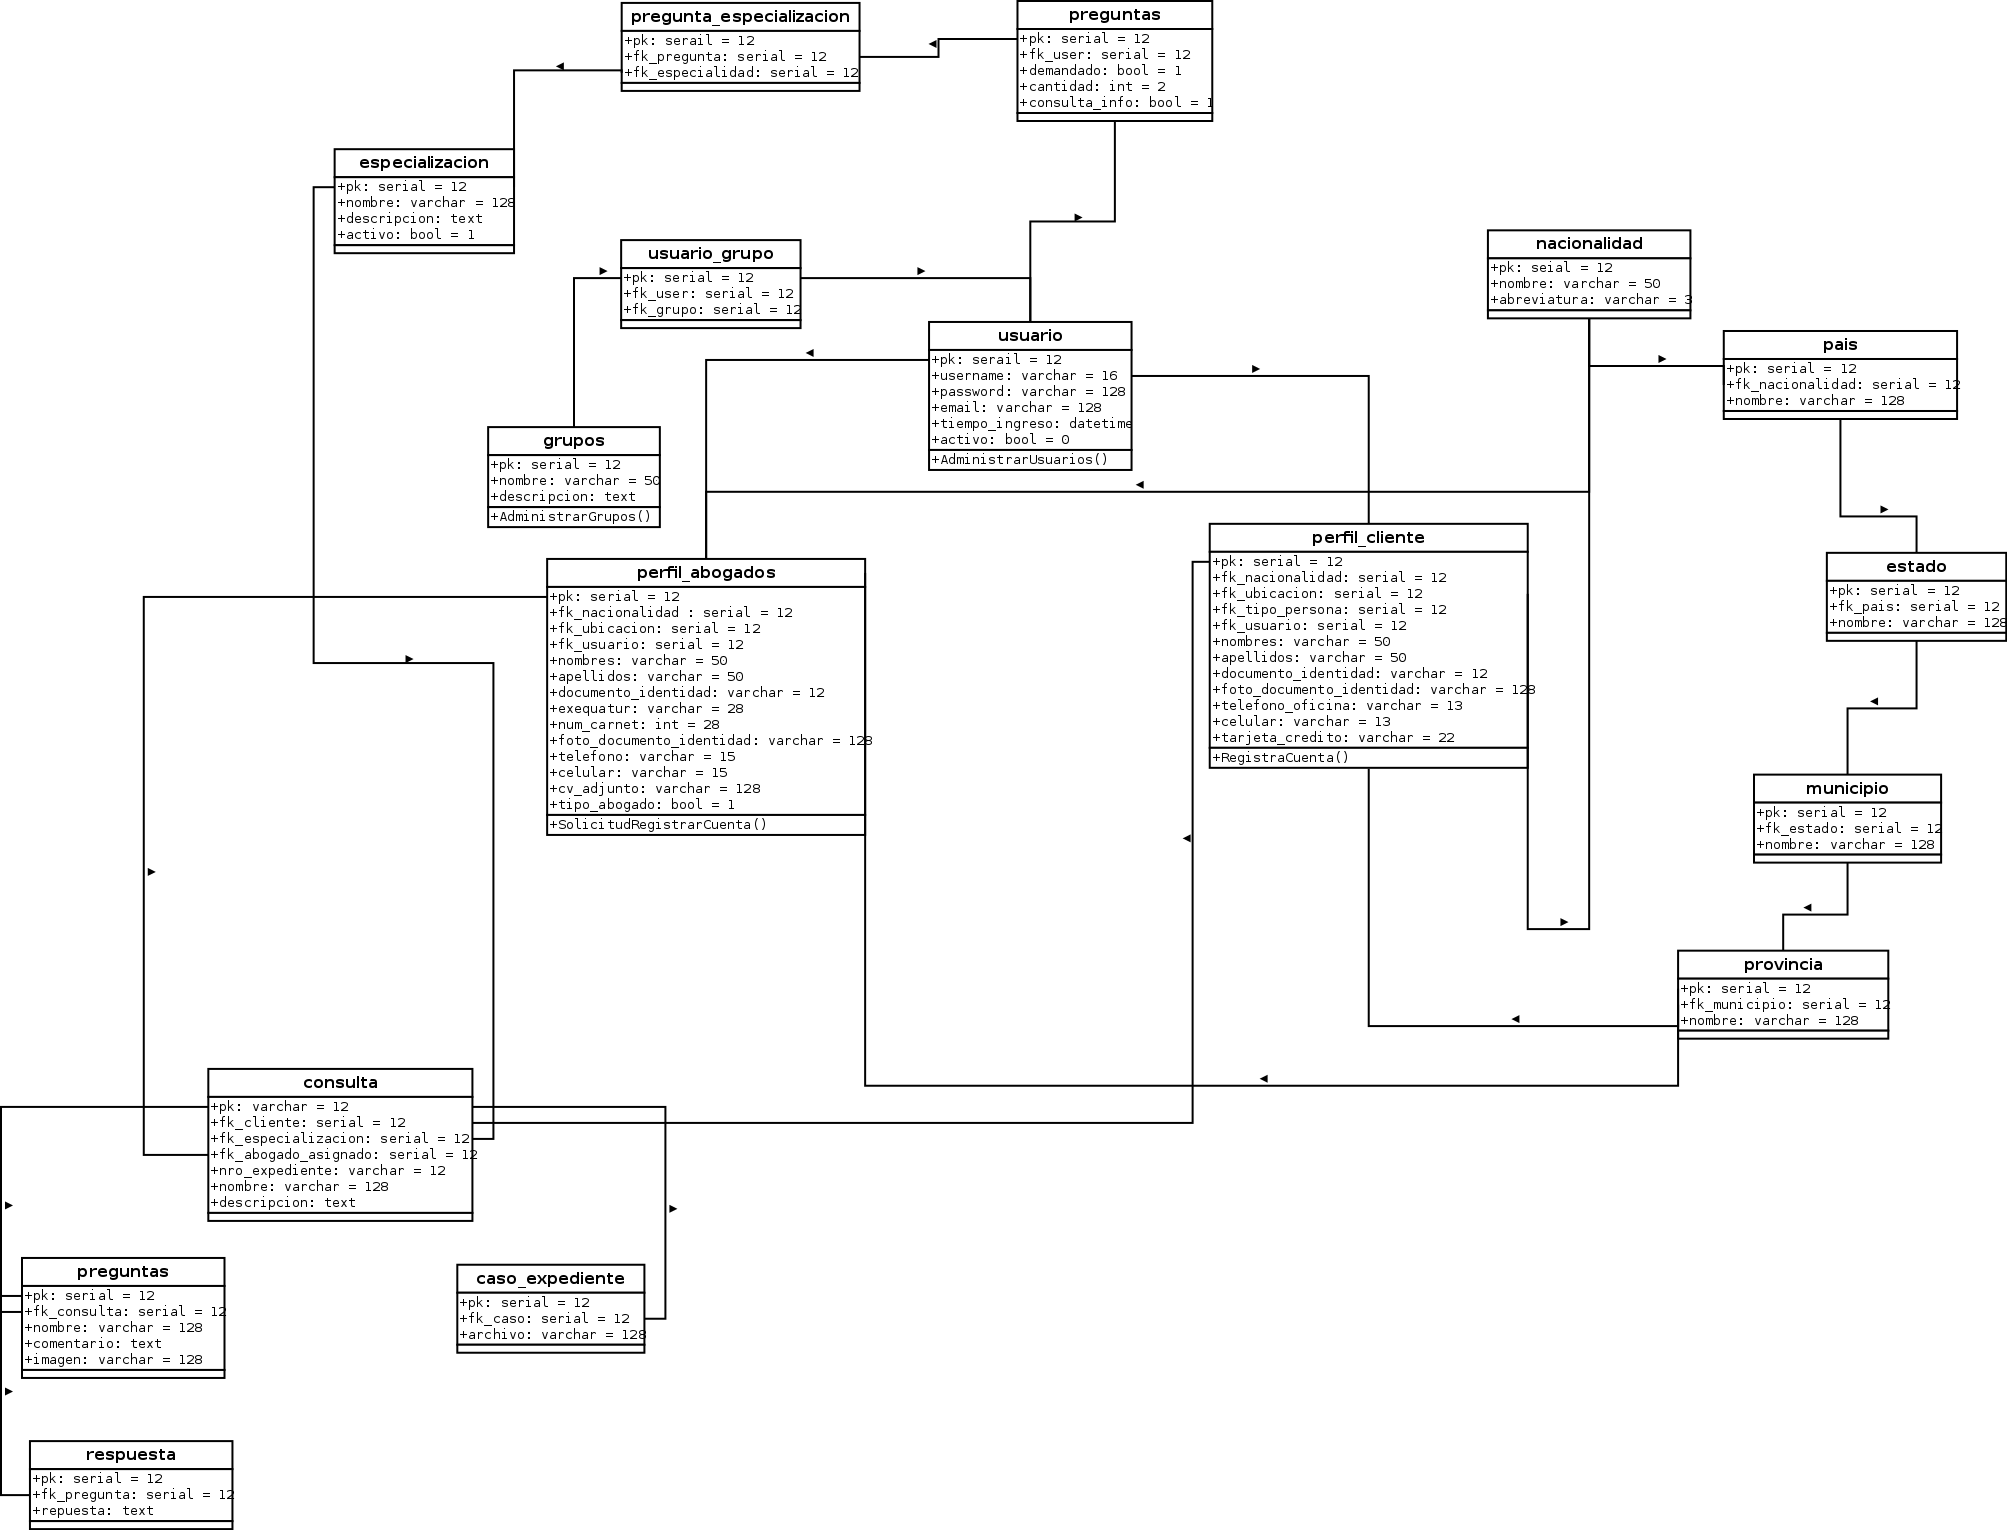 pregunta_especializacion
+pk: serail = 12
+fk_pregunta: serial = 12
+fk_especialidad: serial = 12
preguntas
+pk: serial = 12
+fk_user: serial = 12
+demandado: bool = 1
+cantidad: int = 2
+consulta_info: bool = 1
especializacion
+pk: serial = 12
+nombre: varchar = 128
+descripcion: text
+activo: bool = 1
usuario_grupo
+pk: serial = 12
+fk_user: serial = 12
+fk_grupo: serial = 12
nacionalidad
+pk: seial = 12
+nombre: varchar = 50
+abreviatura: varchar = 3
usuario
+pk: serail = 12
+username: varchar = 16
+password: varchar = 128
+email: varchar = 128
+tiempo_ingreso: datetime
+activo: bool = 0
+AdministrarUsuarios()
pais
+pk: serial = 12
+fk_nacionalidad: serial = 12
+nombre: varchar = 128
grupos
+pk: serial = 12
+nombre: varchar = 50
+descripcion: text
+AdministrarGrupos()
perfil_abogados
+pk: serial = 12
+fk_nacionalidad : serial = 12
+fk_ubicacion: serial = 12
+fk_usuario: serial = 12
+nombres: varchar = 50
+apellidos: varchar = 50
+documento_identidad: varchar = 12
+exequatur: varchar = 28
+num_carnet: int = 28
+foto_documento_identidad: varchar = 128
+telefono: varchar = 15
+celular: varchar = 15
+cv_adjunto: varchar = 128
+tipo_abogado: bool = 1
+SolicitudRegistrarCuenta()
perfil_cliente
+pk: serial = 12
+fk_nacionalidad: serial = 12
+fk_ubicacion: serial = 12
+fk_tipo_persona: serial = 12
+fk_usuario: serial = 12
+nombres: varchar = 50
+apellidos: varchar = 50
+documento_identidad: varchar = 12
+foto_documento_identidad: varchar = 128
+telefono_oficina: varchar = 13
+celular: varchar = 13
+tarjeta_credito: varchar = 22
+RegistraCuenta()
estado
+pk: serial = 12
+fk_pais: serial = 12
+nombre: varchar = 128
municipio
+pk: serial = 12
+fk_estado: serial = 12
+nombre: varchar = 128
provincia
+pk: serial = 12
+fk_municipio: serial = 12
+nombre: varchar = 128
consulta
+pk: varchar = 12
+fk_cliente: serial = 12
+fk_especializacion: serial = 12
+fk_abogado_asignado: serial = 12
+nro_expediente: varchar = 12
+nombre: varchar = 128
+descripcion: text
preguntas
+pk: serial = 12
+fk_consulta: serial = 12
+nombre: varchar = 128
+comentario: text
+imagen: varchar = 128
caso_expediente
+pk: serial = 12
+fk_caso: serial = 12
+archivo: varchar = 128
respuesta
+pk: serial = 12
+fk_pregunta: serial = 12
+repuesta: text